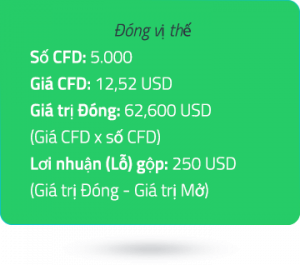 Đóng vị thế
Số CFD: 5.000
Giá CFD: 12,52 USD
Giá trị Đóng: 62,600 USD
(Giá CFD x số CFD)
Lơi nhuận (Lỗ) gộp: 250 USD
(Giá trị Đóng - Giá trị Mở)